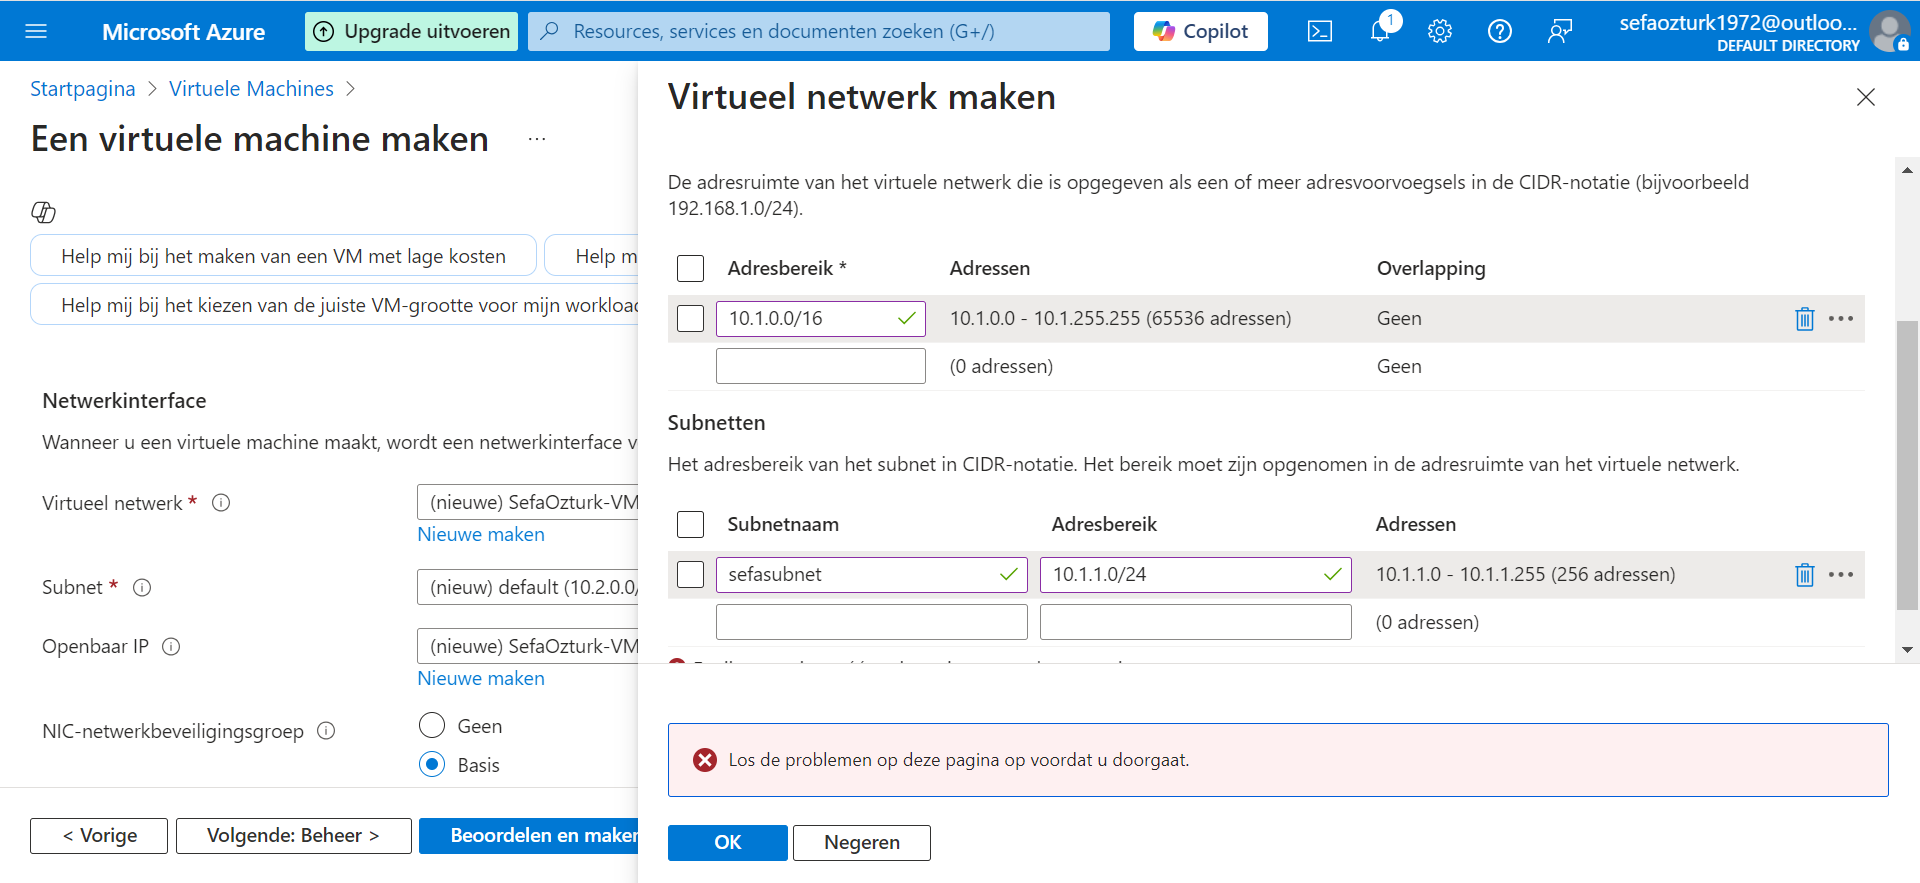 Microsoft Azure
Upgrade uitvoeren
Resources, services en documenten zoeken (G+/)
Copilot
1
sefaozturk1972@outloo...
DEFAULT DIRECTORY
Startpagina > Virtuele Machines >
Een virtuele machine maken ...
Help mij bij het maken van een VM met lage kosten
Help m
Help mij bij het kiezen van de juiste VM-grootte voor mijn workload
Netwerkinterface
Wanneer u een virtuele machine maakt, wordt een netwerkinterface v
Virtueel netwerk *
(nieuwe) SefaOzturk-VM
Nieuwe maken
Subnet *
(nieuw) default (10.2.0.0/
Openbaar IP
(nieuwe) SefaOzturk-VM
Nieuwe maken
NIC-netwerkbeveiligingsgroep
Geen
Basis
< Vorige
Volgende: Beheer >
Beoordelen en maken
Virtueel netwerk maken
De adresruimte van het virtuele netwerk die is opgegeven als een of meer adresvoorvoegsels in de CIDR-notatie (bijvoorbeeld
192.168.1.0/24).
Adresbereik * Adressen Overlapping
10.1.0.0/16 10.1.0.0 - 10.1.255.255 (65536 adressen) Geen
(0 adressen) Geen
Subnetten
Het adresbereik van het subnet in CIDR-notatie. Het bereik moet zijn opgenomen in de adresruimte van het virtuele netwerk.
Subnetnaam Adresbereik Adressen
sefasubnet 10.1.1.0/24 10.1.1.0 - 10.1.1.255 (256 adressen)
(0 adressen)
Los de problemen op deze pagina op voordat u doorgaat.
OK
Negeren